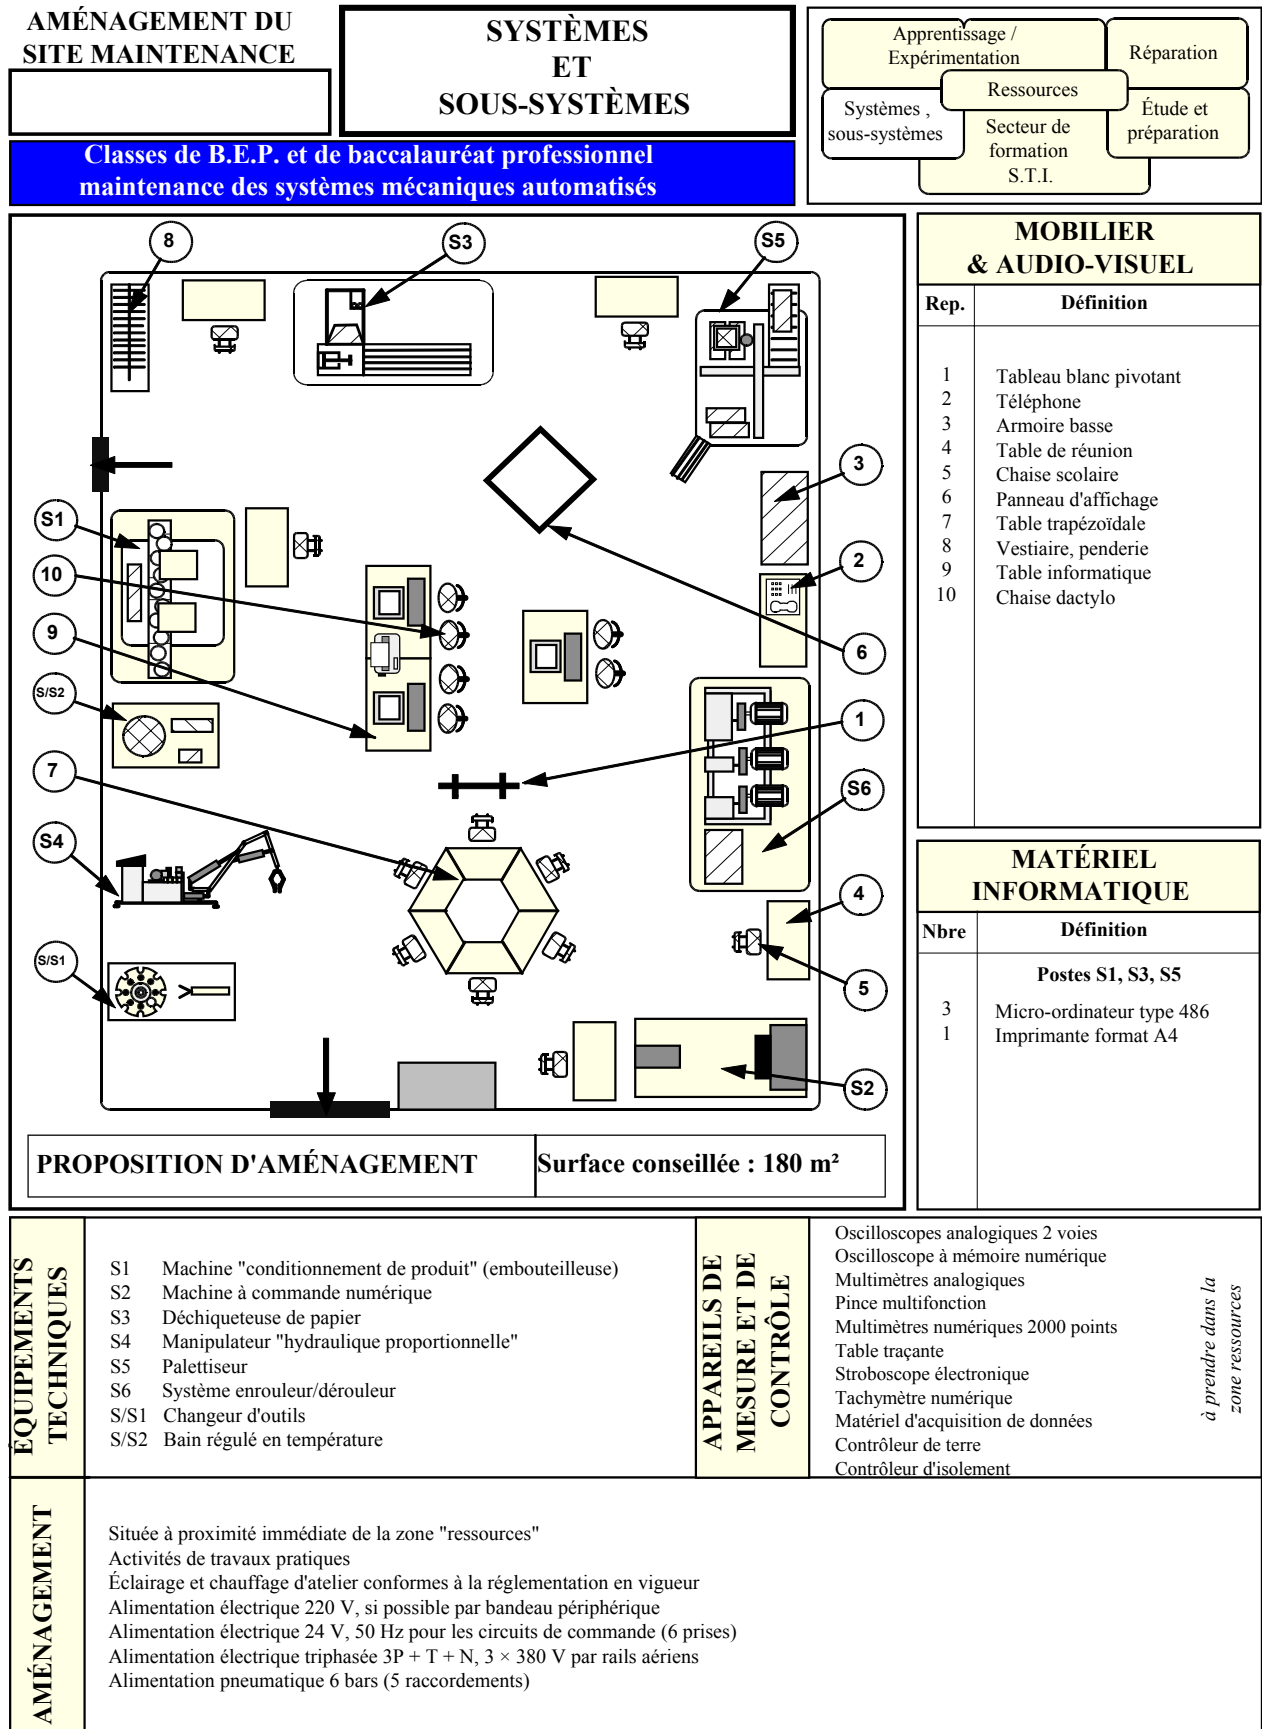 AMÉNAGEMENT DU
SITE MAINTENANCE
SYSTÈMES
ET
SOUS-SYSTÈMES
Classes de B.E.P. et de baccalauréat professionnel
maintenance des systèmes mécaniques automatisés
Apprentissage /
Expérimentation
Réparation
Ressources
Systèmes ,
sous-systèmes
Secteur de
formation
S.T.I.
Étude et
préparation
8
S3
S5
S1
10
9
S/S2
7
S4
S/S1
3
2
6
1
S6
4
5
S2
PROPOSITION D'AMÉNAGEMENT
Surface conseillée : 180 m²
MOBILIER
& AUDIO-VISUEL
Rep. Définition
1 Tableau blanc pivotant
2 Téléphone
3 Armoire basse
4 Table de réunion
5 Chaise scolaire
6 Panneau d'affichage
7 Table trapézoïdale
8 Vestiaire, penderie
9 Table informatique
10 Chaise dactylo
MATÉRIEL
INFORMATIQUE
Nbre Définition
Postes S1, S3, S5
3 Micro-ordinateur type 486
1 Imprimante format A4
ÉQUIPEMENTS
TECHNIQUES
S1 Machine "conditionnement de produit" (embouteilleuse)
S2 Machine à commande numérique
S3 Déchiqueteuse de papier
S4 Manipulateur "hydraulique proportionnelle"
S5 Palettiseur
S6 Système enrouleur/dérouleur
S/S1 Changeur d'outils
S/S2 Bain régulé en température
APPAREILS DE
MESURE ET DE
CONTRÔLE
Oscilloscopes analogiques 2 voies
Oscilloscope à mémoire numérique
Multimètres analogiques
Pince multifonction
Multimètres numériques 2000 points
Table traçante
Stroboscope électronique
Tachymètre numérique
Matériel d'acquisition de données
Contrôleur de terre
Contrôleur d'isolement
à prendre dans la
zone ressources
AMÉNAGEMENT
Située à proximité immédiate de la zone "ressources"
Activités de travaux pratiques
Éclairage et chauffage d'atelier conformes à la réglementation en vigueur
Alimentation électrique 220 V, si possible par bandeau périphérique
Alimentation électrique 24 V, 50 Hz pour les circuits de commande (6 prises)
Alimentation électrique triphasée 3P + T + N, 3 × 380 V par rails aériens
Alimentation pneumatique 6 bars (5 raccordements)